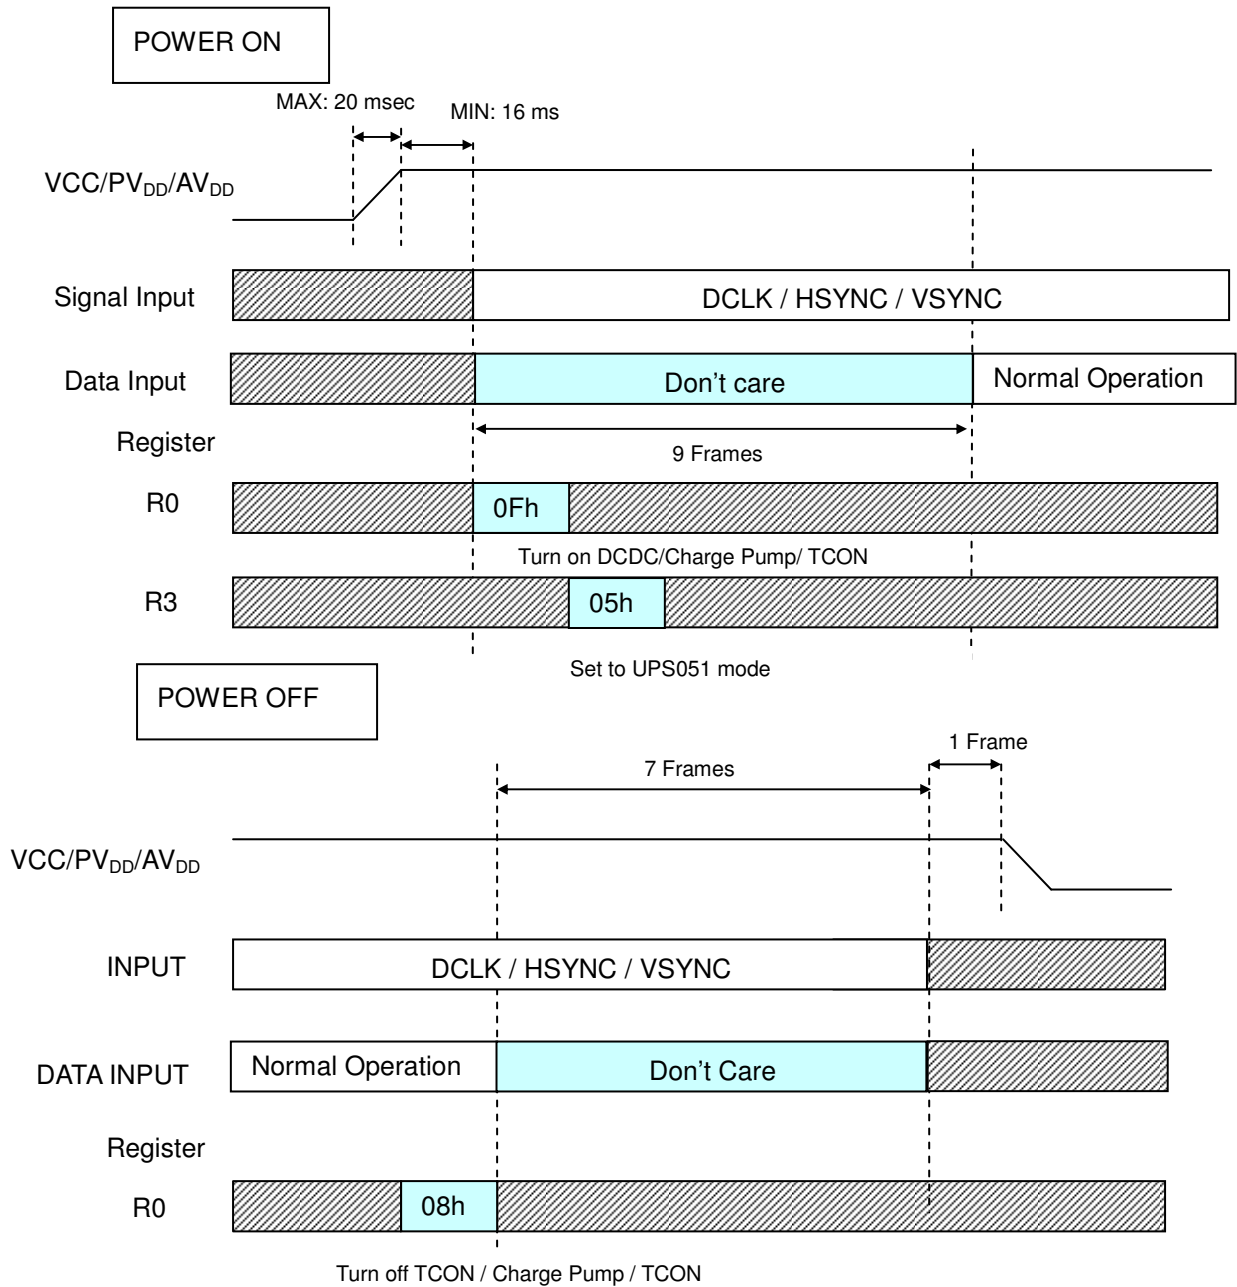 POWER ON
MAX: 20 msec
MIN: 16 ms
VCC/PVDD/AVDD
Signal Input
DCLK / HSYNC / VSYNC
Data Input
Don't care
Normal Operation
Register
9 Frames
R0
0Fh
Turn on DCDC/Charge Pump/ TCON
R3
05h
Set to UPS051 mode
POWER OFF
1 Frame
7 Frames
VCC/PVDD/AVDD
INPUT
DCLK / HSYNC / VSYNC
DATA INPUT
Normal Operation
Don't Care
Register
R0
08h
Turn off TCON / Charge Pump / TCON